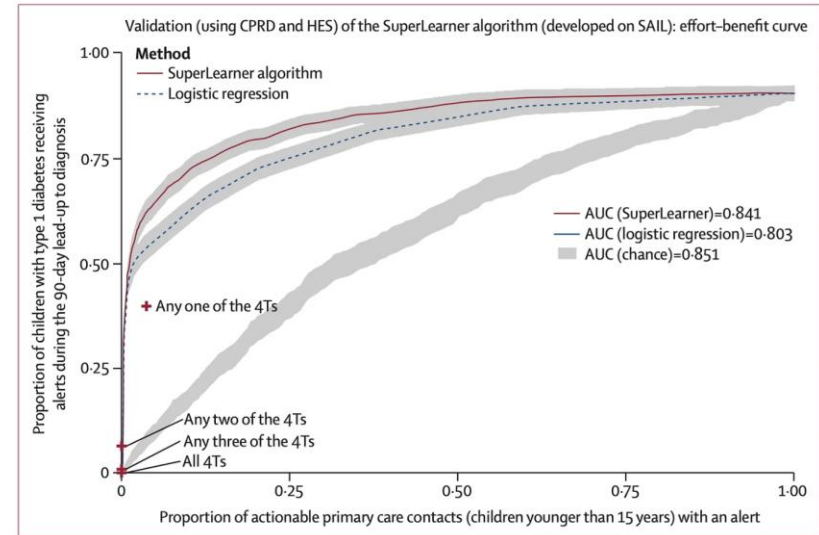 Validation (using CPRD and HES) of the SuperLearner algorithm (developed on SAIL): effort–benefit curve
Method
SuperLearner algorithm
Logistic regression
1·00
0·75
0·50
0·25
0
Proportion of children with type 1 diabetes receiving
alerts during the 90-day lead-up to diagnosis
AUC (SuperLearner)=0·841
AUC (logistic regression)=0·803
AUC (chance)=0·851
Any one of the 4Ts
Any two of the 4Ts
Any three of the 4Ts
All 4Ts
0
0·25
0·50
0·75
1·00
Proportion of actionable primary care contacts (children younger than 15 years) with an alert